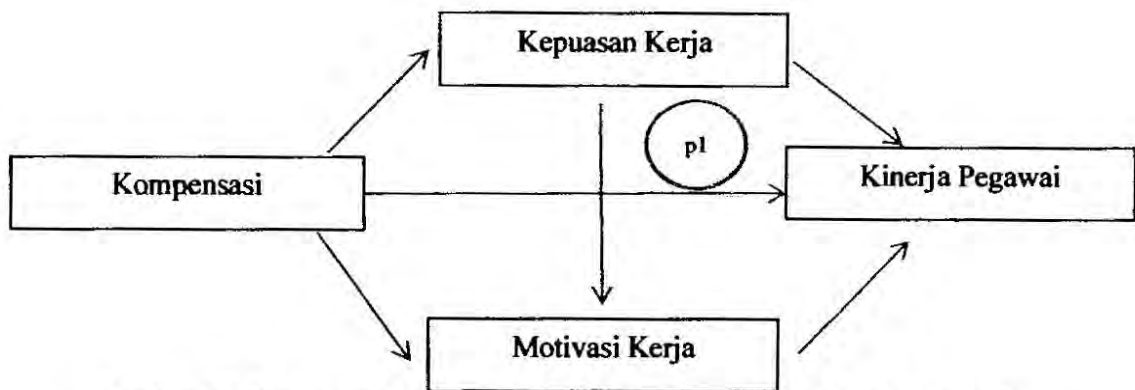 Kepuasan Kerja
p1
Kompensasi
Kinerja Pegawai
Motivasi Kerja